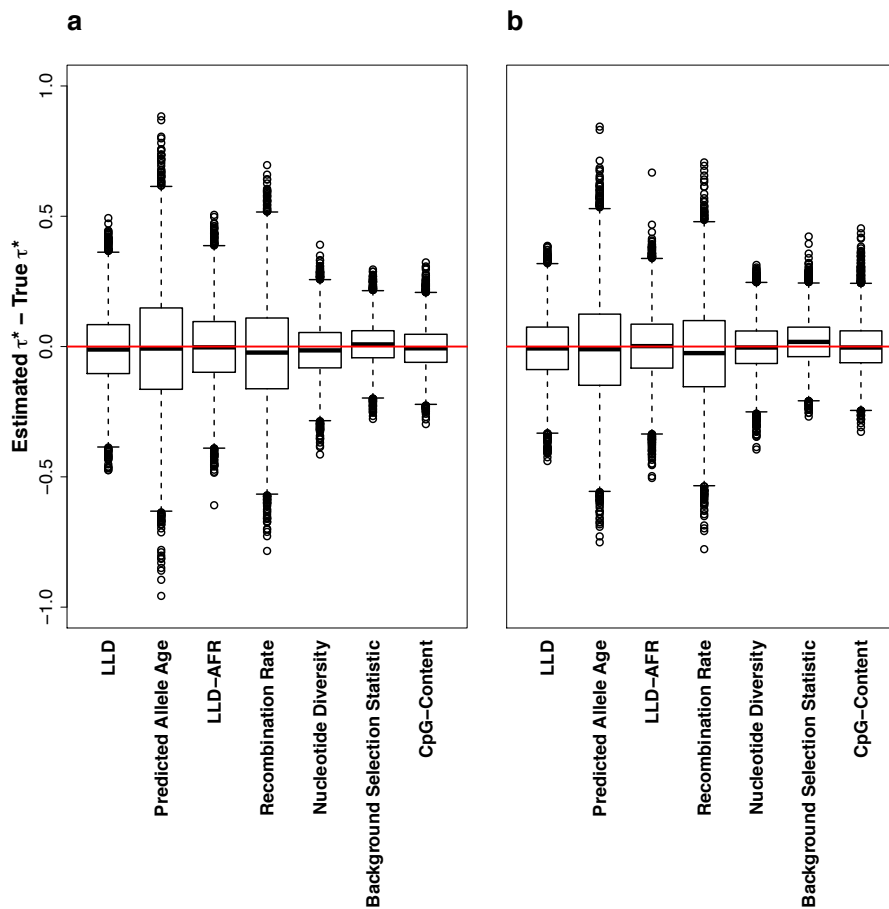 a
b
Estimated τ* − True τ*
1.0
0.5
0.0
−0.5
−1.0
LLD
Predicted Allele Age
LLD−AFR
Recombination Rate
Nucleotide Diversity
Background Selection Statistic
CpG−Content
LLD
Predicted Allele Age
LLD−AFR
Recombination Rate
Nucleotide Diversity
Background Selection Statistic
CpG−Content